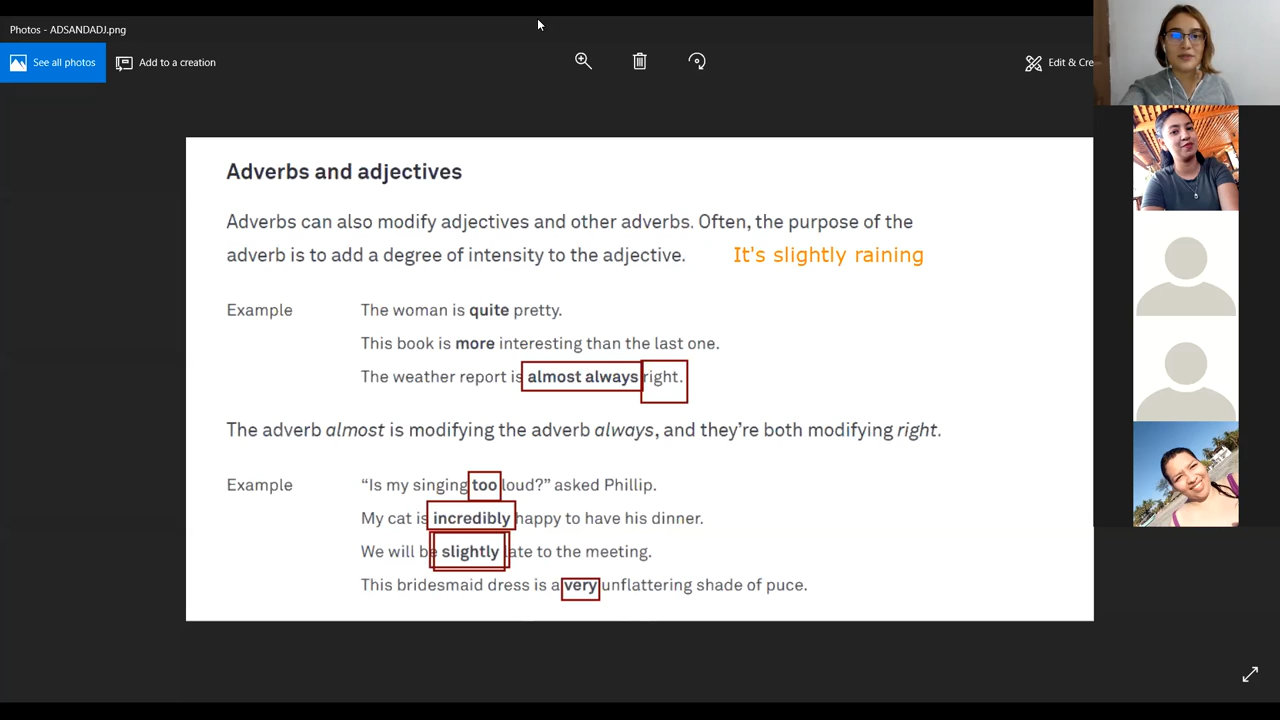 Photos - ADSANDADJ.png
See all photos
Add to a creation
Edit & Cre
Adverbs and adjectives
Adverbs can also modify adjectives and other adverbs. Often, the purpose of the
adverb is to add a degree of intensity to the adjective.
It's slightly raining
Example
The woman is quite pretty.
This book is more interesting than the last one.
The weather report is almost always right.
The adverb almost is modifying the adverb always, and they're both modifying right.
Example
“Is my singing too loud?” asked Phillip.
My cat is incredibly happy to have his dinner.
We will be slightly late to the meeting.
This bridesmaid dress is a very unflattering shade of puce.